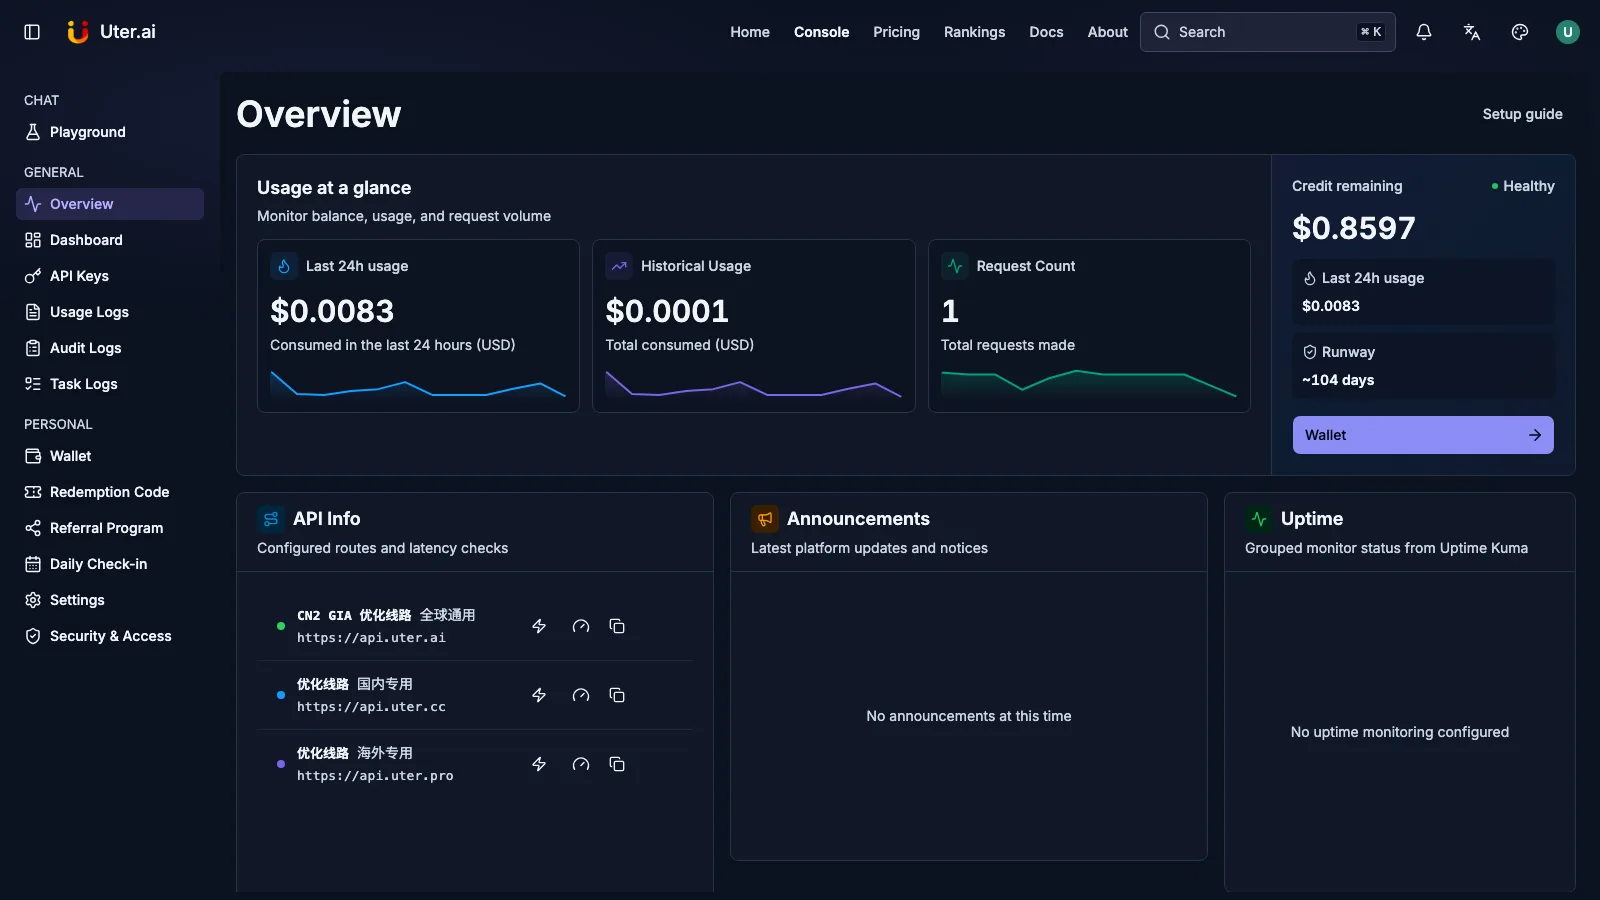 Uter.ai
Home
Console
Pricing
Rankings
Docs
About
Search
⌘ K
U
CHAT
Playground
GENERAL
Overview
Dashboard
API Keys
Usage Logs
Audit Logs
Task Logs
PERSONAL
Wallet
Redemption Code
Referral Program
Daily Check-in
Settings
Security & Access
Overview
Setup guide
Usage at a glance
Monitor balance, usage, and request volume
Last 24h usage
$0.0083
Consumed in the last 24 hours (USD)
Historical Usage
$0.0001
Total consumed (USD)
Request Count
1
Total requests made
Credit remaining
Healthy
$0.8597
Last 24h usage
$0.0083
Runway
~104 days
Wallet
API Info
Configured routes and latency checks
CN2 GIA 优化线路 全球通用
https://api.uter.ai
优化线路 国内专用
https://api.uter.cc
优化线路 海外专用
https://api.uter.pro
Announcements
Latest platform updates and notices
No announcements at this time
Uptime
Grouped monitor status from Uptime Kuma
No uptime monitoring configured